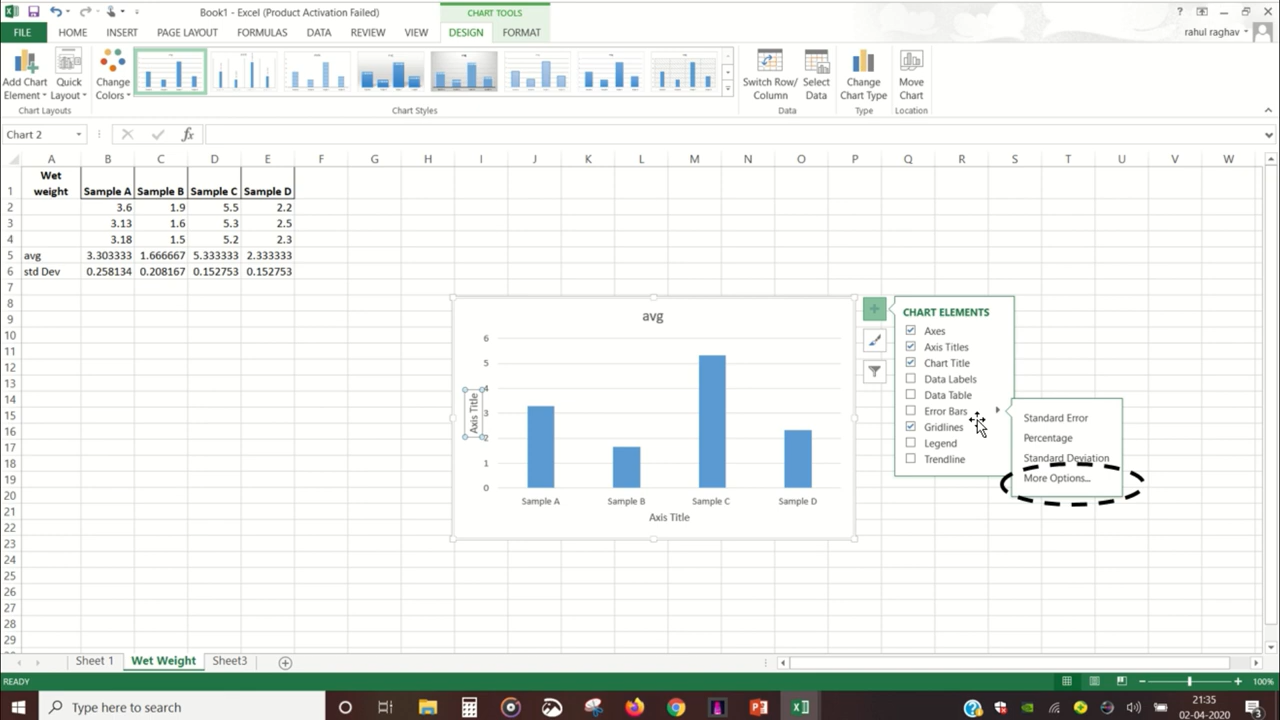 Book1 - Excel (Product Activation Failed)
CHART TOOLS
FILE HOME INSERT PAGE LAYOUT FORMULAS DATA REVIEW VIEW DESIGN FORMAT
rahul raghav
Add Chart Element
Quick Layout
Change Colors
Switch Row/ Column
Select Data
Change Chart Type
Move Chart
Chart Layouts
Chart Styles
Data
Type
Location
Chart 2
fx
A B C D E F G H I J K L M N O P Q R S T U V W
Wet
1 weight Sample A Sample B Sample C Sample D
2 3.6 1.9 5.5 2.2
3 3.13 1.6 5.3 2.5
4 3.18 1.5 5.2 2.3
5 avg 3.303333 1.666667 5.333333 2.333333
6 std Dev 0.258134 0.208167 0.152753 0.152753
7
8
9
10
11
12
13
14
15
16
17
18
19
20
21
22
23
24
25
26
27
28
29
avg
6
5
4
3
2
1
0
Axis Title
Sample A Sample B Sample C Sample D
Axis Title
CHART ELEMENTS
Axes
Axis Titles
Chart Title
Data Labels
Data Table
Error Bars
Gridlines
Legend
Trendline
Standard Error
Percentage
Standard Deviation
More Options...
Sheet 1 Wet Weight Sheet3
READY
100%
Type here to search
21:35
02-04-2020
3